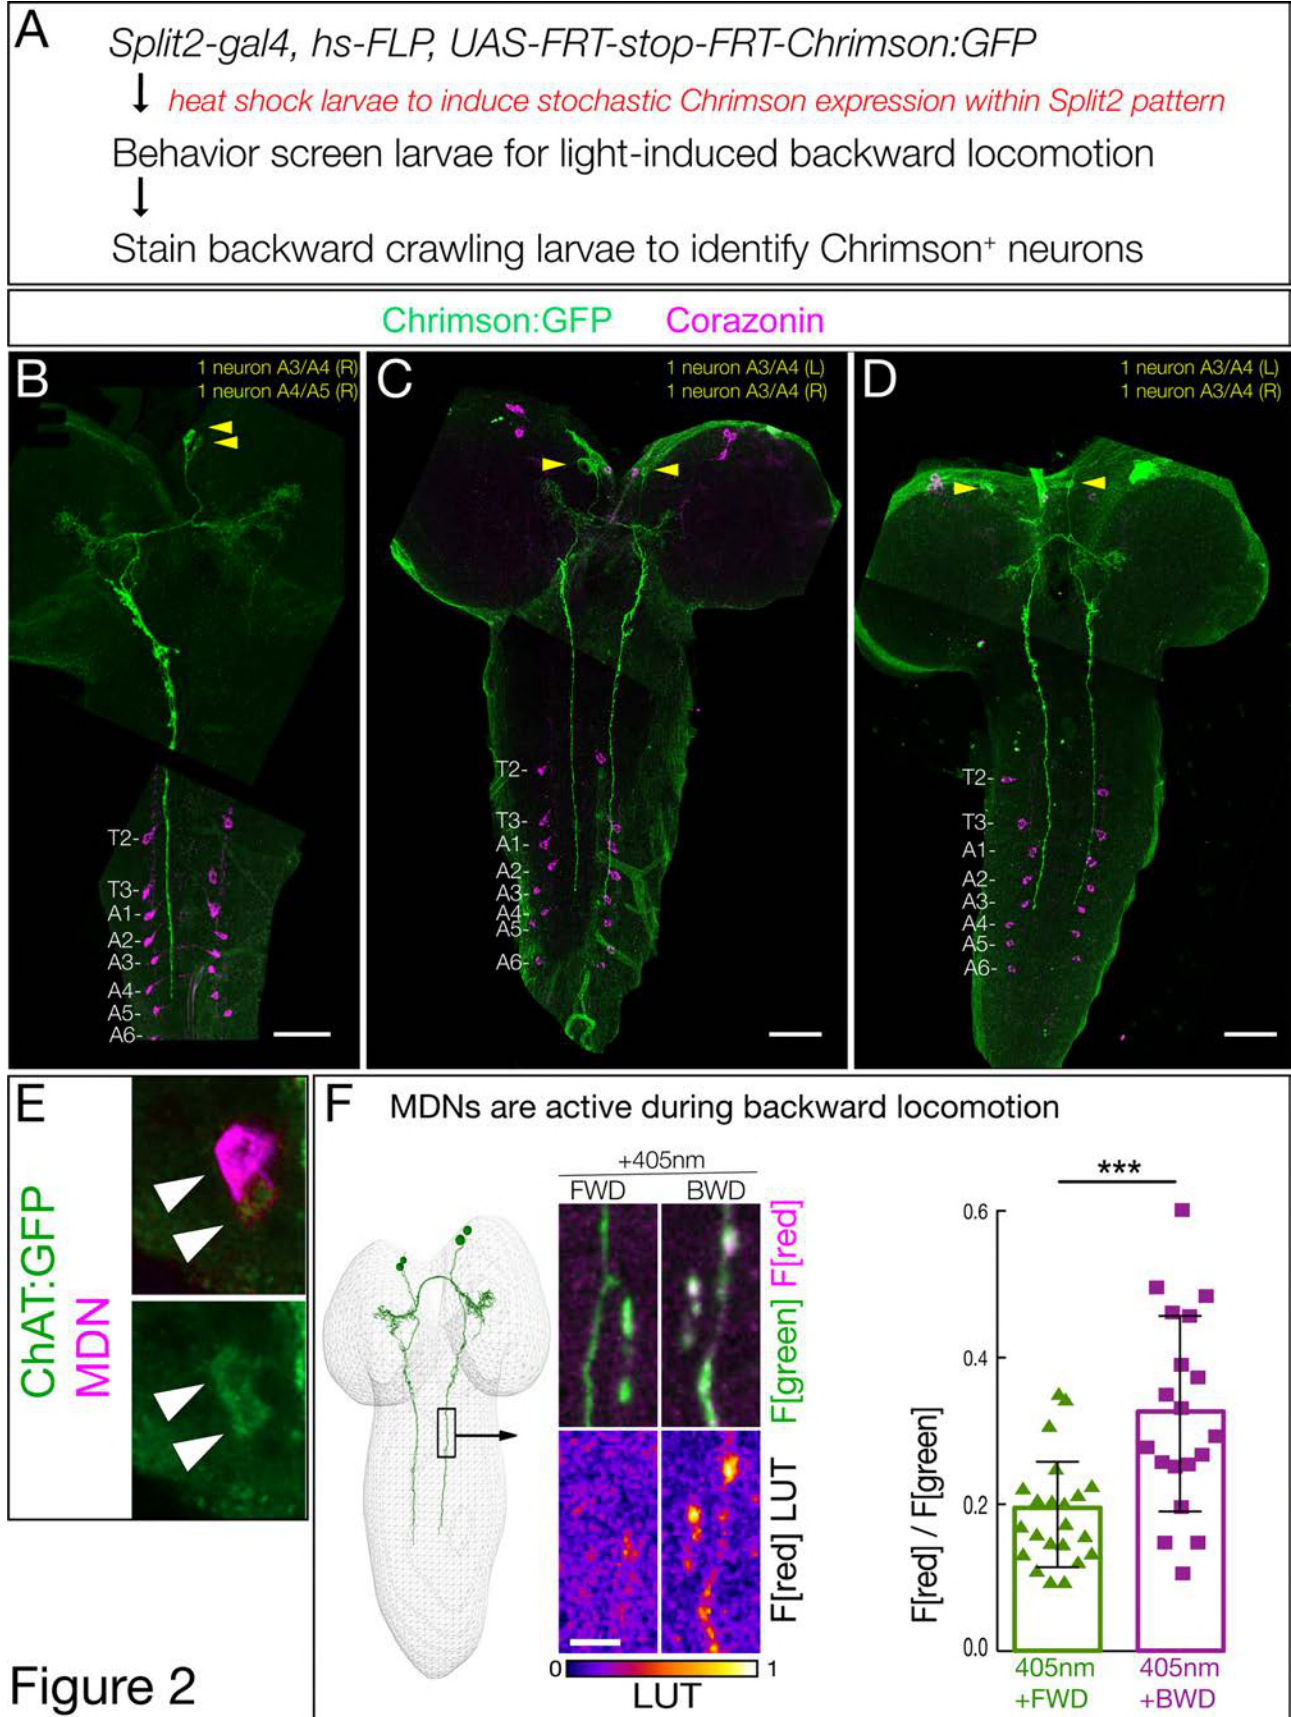 A
Split2-gal4, hs-FLP, UAS-FRT-stop-FRT-Chrimson:GFP
heat shock larvae to induce stochastic Chrimson expression within Split2 pattern
Behavior screen larvae for light-induced backward locomotion
Stain backward crawling larvae to identify Chrimson⁺ neurons
Chrimson:GFP Corazonin
B
1 neuron A3/A4 (R)
1 neuron A4/A5 (R)
T2-
T3-
A1-
A2-
A3-
A4-
A5-
A6-
C
1 neuron A3/A4 (L)
1 neuron A3/A4 (R)
T2-
T3-
A1-
A2-
A3-
A4-
A5-
A6-
D
1 neuron A3/A4 (L)
1 neuron A3/A4 (R)
T2-
T3-
A1-
A2-
A3-
A4-
A5-
A6-
E
ChAT:GFP
MDN
F
MDNs are active during backward locomotion
+405nm
FWD BWD
F[green] F[red]
F[red] LUT
0 1
LUT
***
F[red] / F[green]
0.6
0.4
0.2
0.0
405nm
+FWD
405nm
+BWD
Figure 2